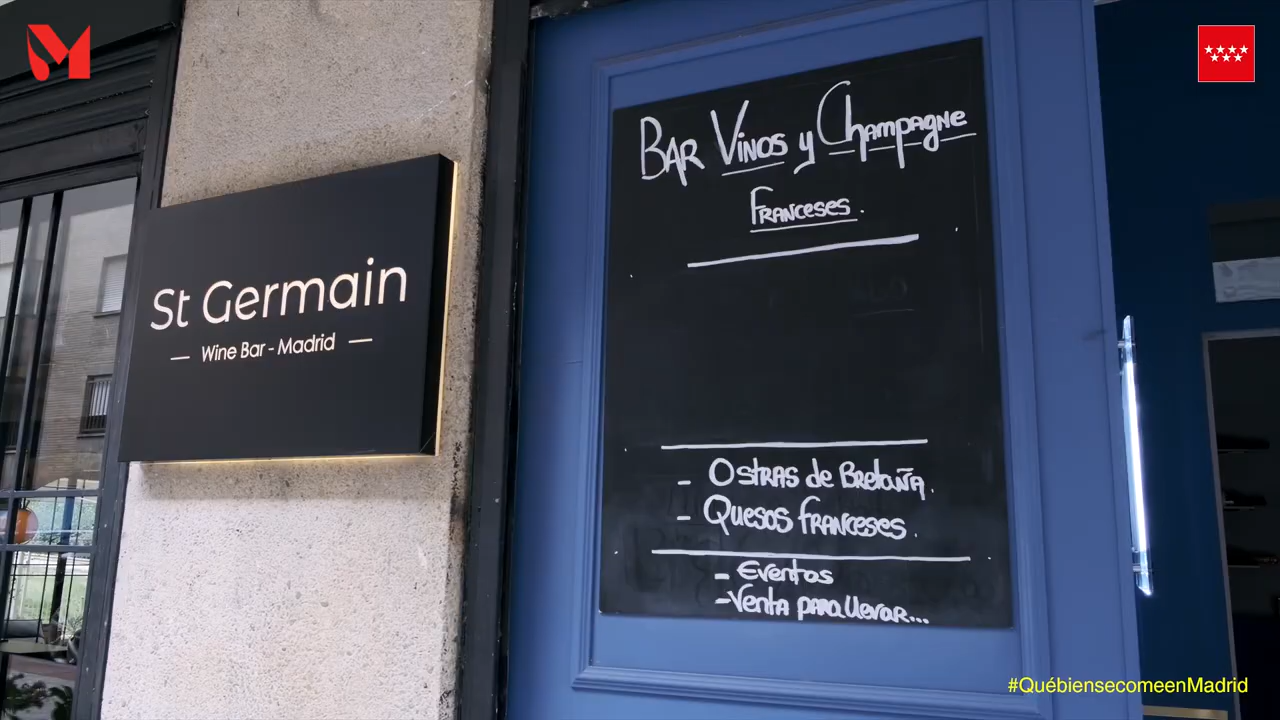 M
St Germain
— Wine Bar - Madrid —
Bar Vinos y Champagne
Franceses.
- Ostras de Bretaña.
- Quesos franceses.
- Eventos
- Venta para llevar...
#QuébiensecomeenMadrid